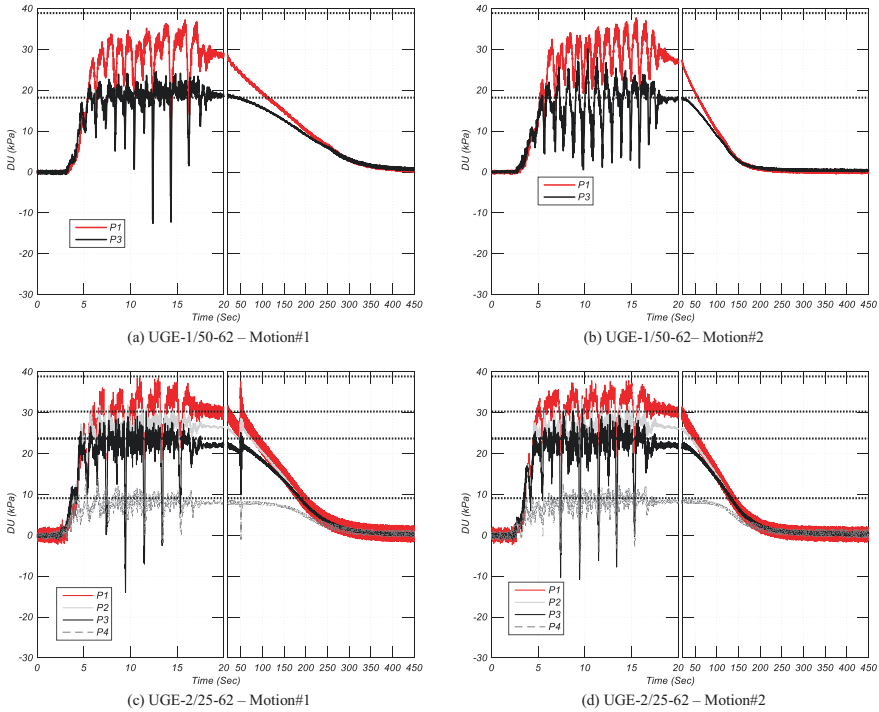 40
30
20
10
0
-10
-20
-30
DU (kPa)
P1
P3
0 5 10 15 20 50 100 150 200 250 300 350 400 450
Time (Sec)
(a) UGE-1/50-62 – Motion#1
40
30
20
10
0
-10
-20
-30
DU (kPa)
P1
P3
0 5 10 15 20 50 100 150 200 250 300 350 400 450
Time (Sec)
(b) UGE-1/50-62– Motion#2
40
30
20
10
0
-10
-20
-30
DU (kPa)
P1
P2
P3
P4
0 5 10 15 20 50 100 150 200 250 300 350 400 450
Time (Sec)
(c) UGE-2/25-62 – Motion#1
40
30
20
10
0
-10
-20
-30
DU (kPa)
P1
P2
P3
P4
0 5 10 15 20 50 100 150 200 250 300 350 400 450
Time (Sec)
(d) UGE-2/25-62 – Motion#2